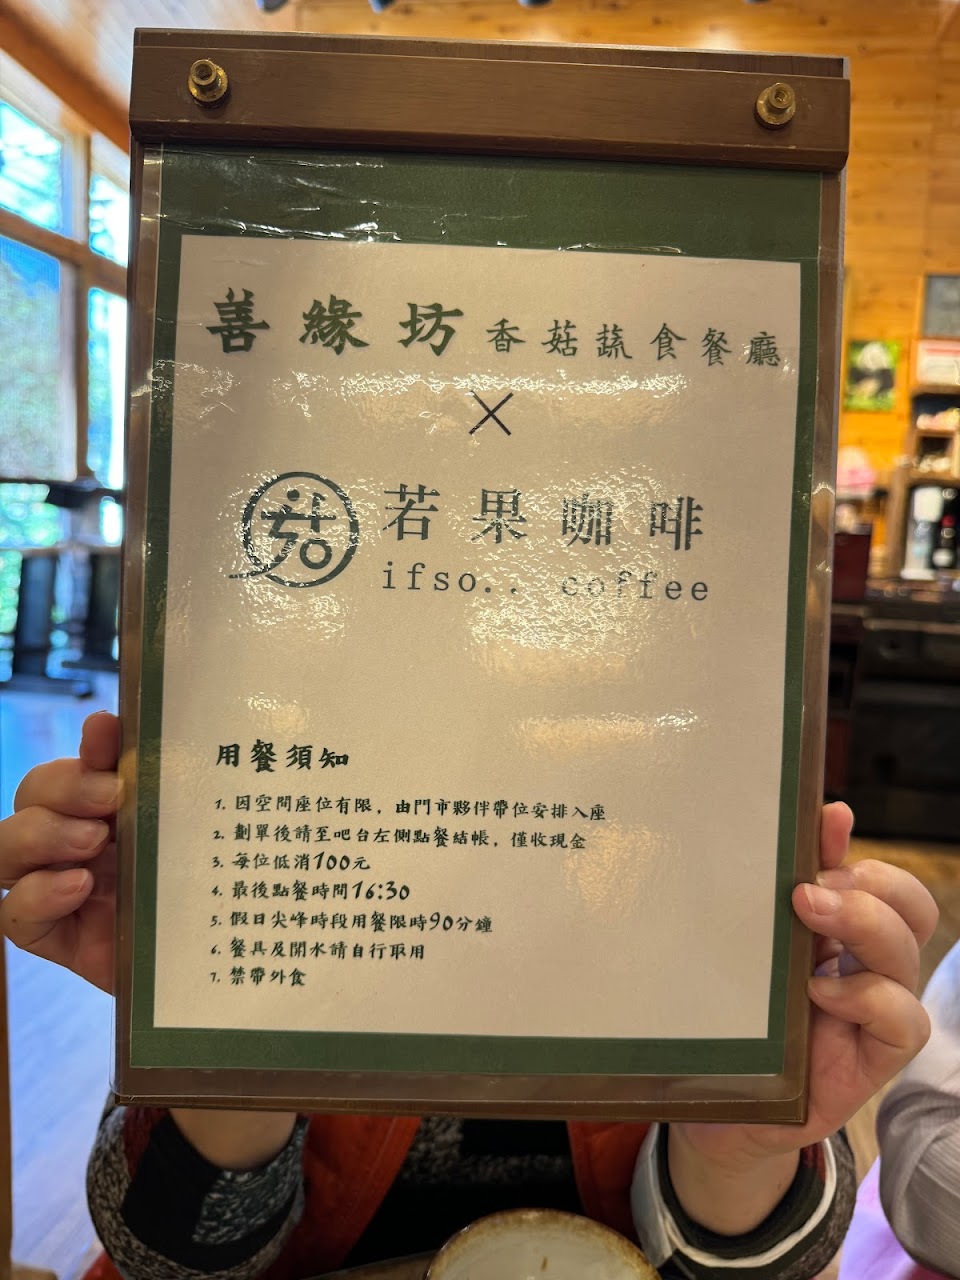 善緣坊 香菇蔬食餐廳
×
菇 若果咖啡
ifso.. coffee
用餐須知
1. 因空間座位有限，由門市夥伴帶位安排入座
2. 劃單後請至吧台左側點餐結帳，僅收現金
3. 每位低消100元
4. 最後點餐時間16:30
5. 假日尖峰時段用餐限時90分鐘
6. 餐具及開水請自行取用
7. 禁帶外食